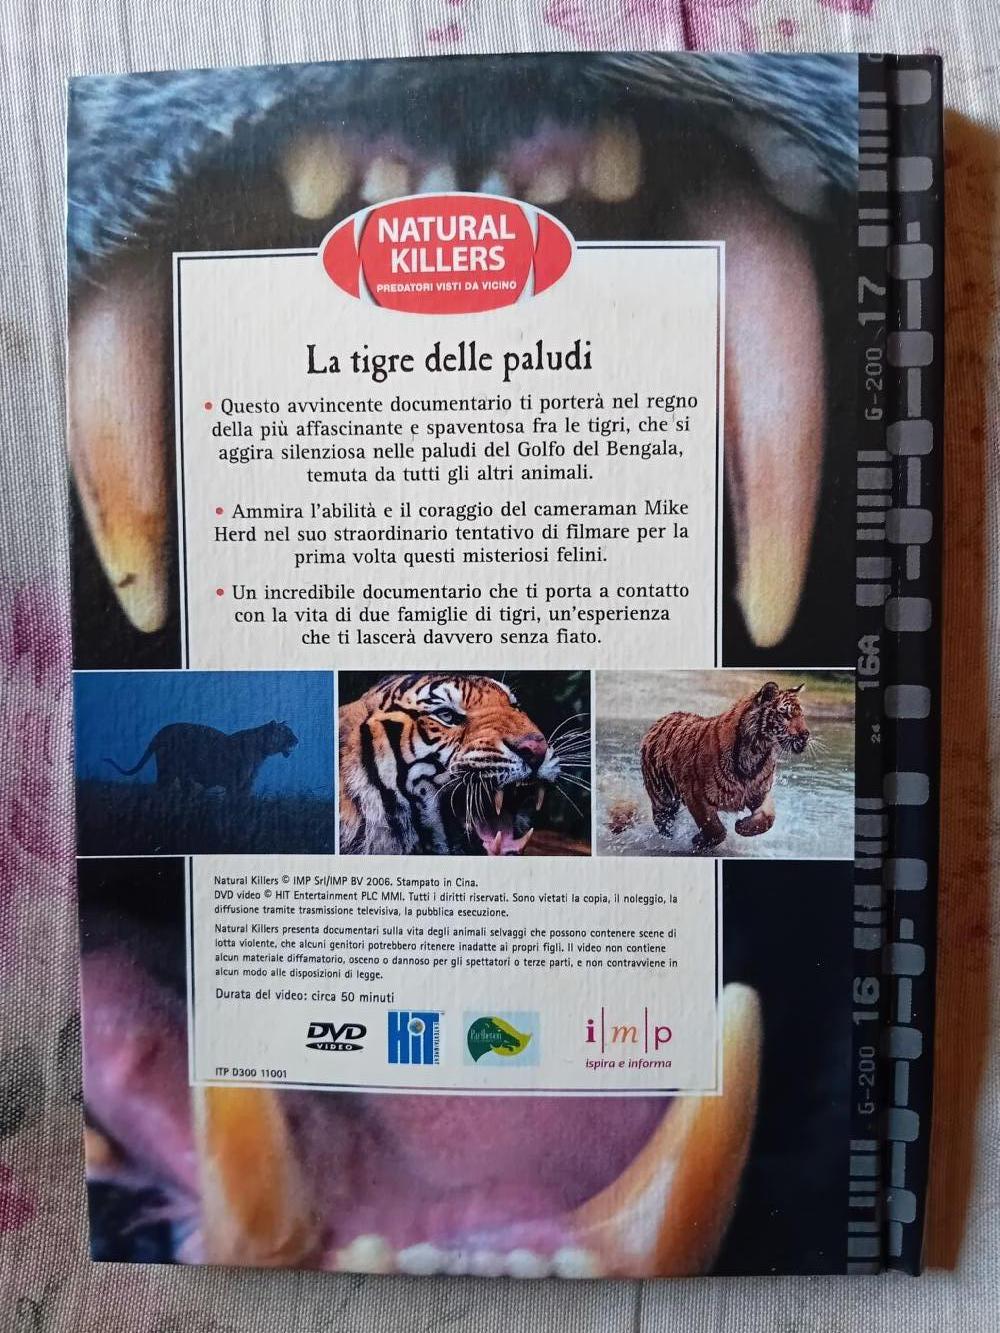 NATURAL
KILLERS
PREDATORI VISTI DA VICINO
La tigre delle paludi
• Questo avvincente documentario ti porterà nel regno
della più affascinante e spaventosa fra le tigri, che si
aggira silenziosa nelle paludi del Golfo del Bengala,
temuta da tutti gli altri animali.
• Ammira l'abilità e il coraggio del cameraman Mike
Herd nel suo straordinario tentativo di filmare per la
prima volta questi misteriosi felini.
• Un incredibile documentario che ti porta a contatto
con la vita di due famiglie di tigri, un'esperienza
che ti lascerà davvero senza fiato.
Natural Killers © IMP Srl/IMP BV 2006. Stampato in Cina.
DVD video © HIT Entertainment PLC MMI. Tutti i diritti riservati. Sono vietati la copia, il noleggio, la
diffusione tramite trasmissione televisiva, la pubblica esecuzione.
Natural Killers presenta documentari sulla vita degli animali selvaggi che possono contenere scene di
lotta violente, che alcuni genitori potrebbero ritenere inadatte ai propri figli. Il video non contiene
alcun materiale diffamatorio, osceno o dannoso per gli spettatori o terze parti, e non contravviene in
alcun modo alle disposizioni di legge.
Durata del video: circa 50 minuti
DVD
VIDEO
HiT
ENTERTAINMENT
Parthenon
i|m|p
ispira e informa
ITP D300 11001
G-200 17
24 16A
G-200 16